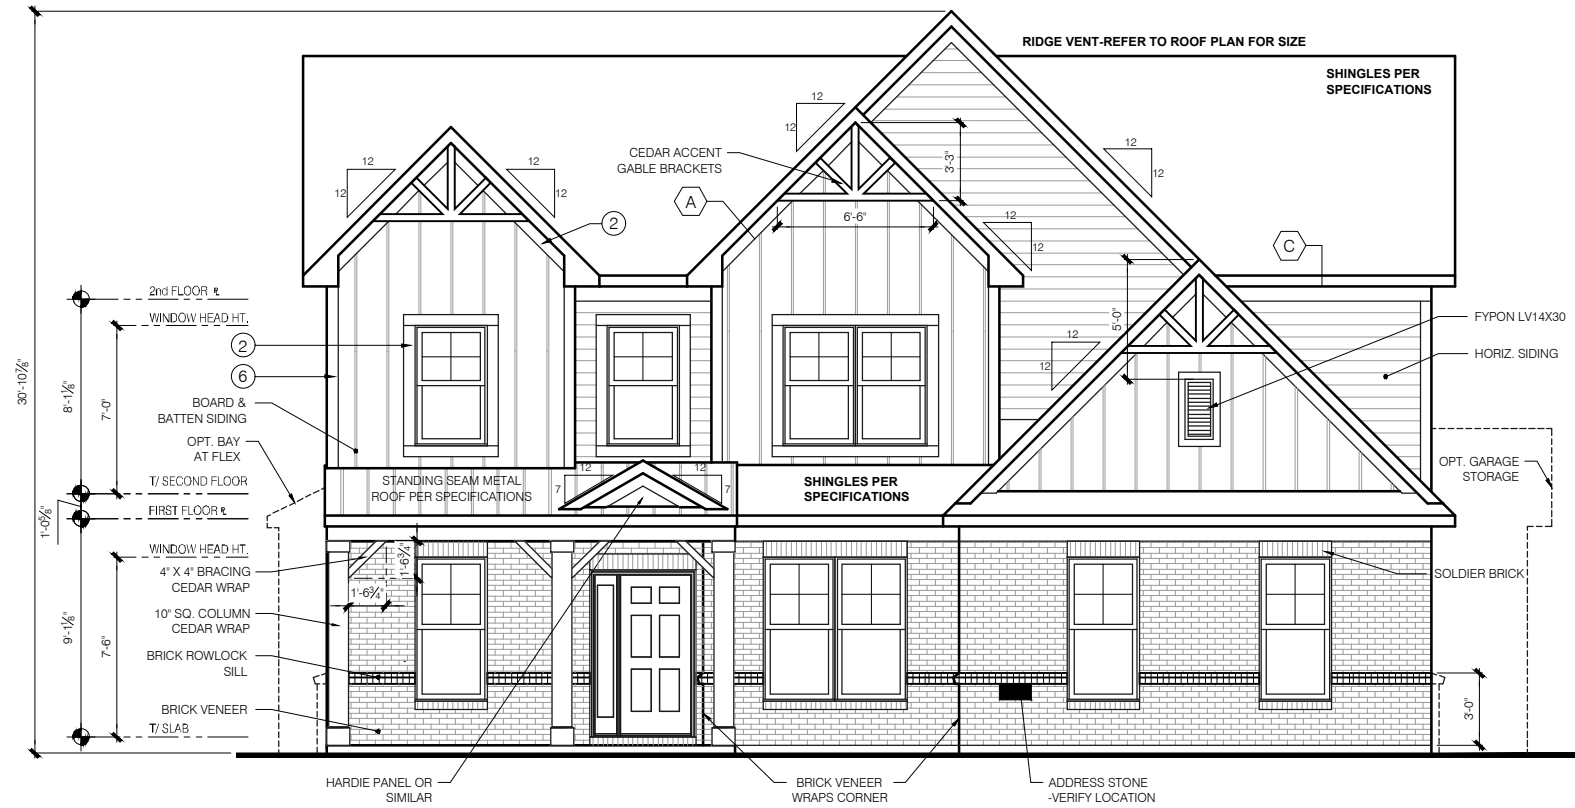 RIDGE VENT-REFER TO ROOF PLAN FOR SIZE
SHINGLES PER
SPECIFICATIONS
12
12
12
12
12
12
12
12
CEDAR ACCENT
GABLE BRACKETS
3'-3"
A
6'-6"
2
12
12
C
2nd FLOOR ℄
WINDOW HEAD HT.
2
6
BOARD &
BATTEN SIDING
OPT. BAY
AT FLEX
T/ SECOND FLOOR
FIRST FLOOR ℄
WINDOW HEAD HT.
30'-10⅞"
8'-1⅛"
7'-0"
1'-0⅝"
9'-1⅛"
7'-6"
5'-0"
12
12
FYPON LV14X30
HORIZ. SIDING
OPT. GARAGE
STORAGE
STANDING SEAM METAL
ROOF PER SPECIFICATIONS
12
7
12
7
SHINGLES PER
SPECIFICATIONS
4" X 4" BRACING
CEDAR WRAP
1'-6¾"
1'-6¾"
10" SQ. COLUMN
CEDAR WRAP
BRICK ROWLOCK
SILL
BRICK VENEER
T/ SLAB
SOLDIER BRICK
3'-0"
HARDIE PANEL OR
SIMILAR
BRICK VENEER
WRAPS CORNER
ADDRESS STONE
-VERIFY LOCATION